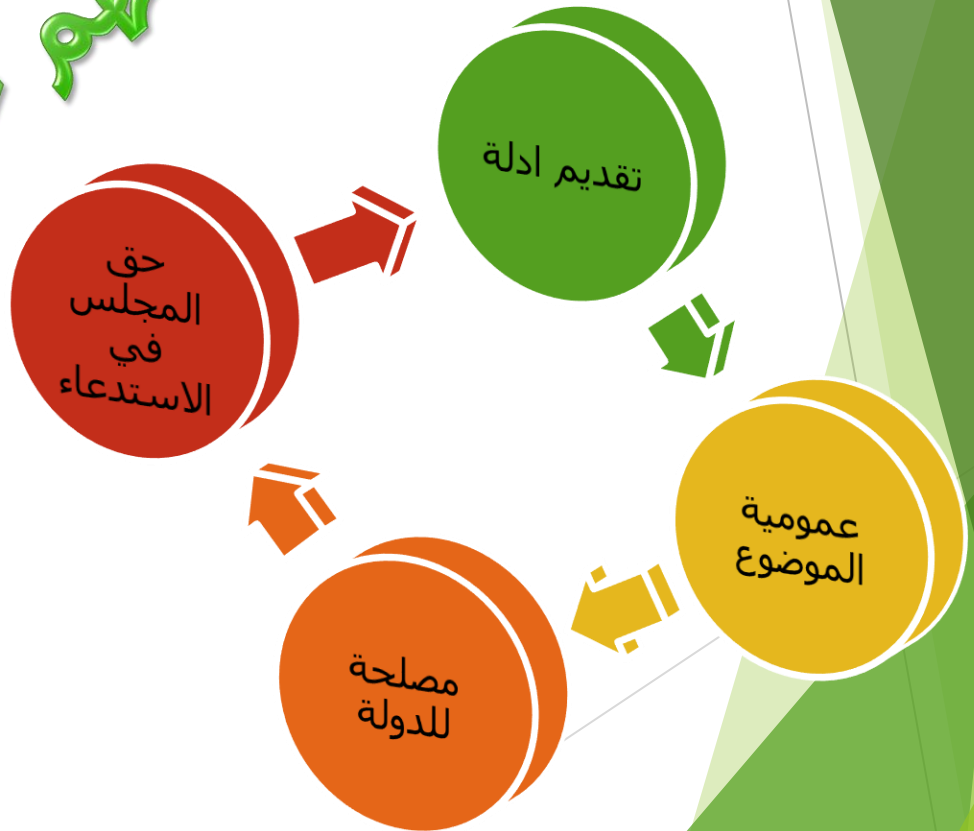 تقديم ادلة
عمومية
الموضوع
مصلحة
للدولة
حق
المجلس
في
الاستدعاء